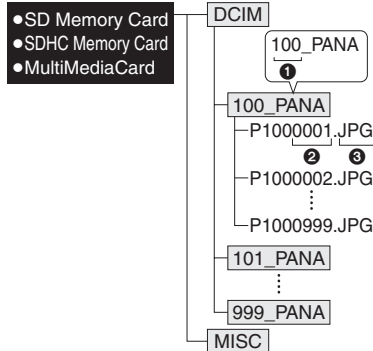 ●SD Memory Card
●SDHC Memory Card
●MultiMediaCard
DCIM
100_PANA
❶
100_PANA
P1000001.JPG
❷ ❸
P1000002.JPG
P1000999.JPG
101_PANA
999_PANA
MISC